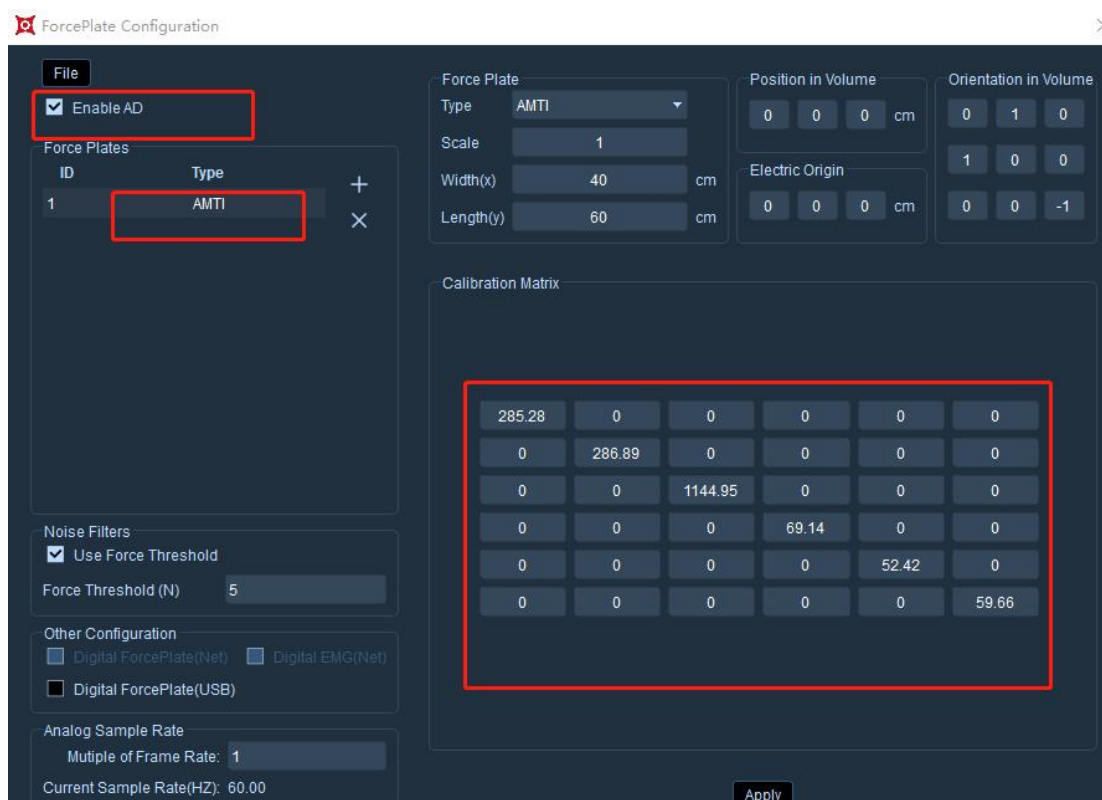 ForcePlate Configuration
File
Enable AD
Force Plates
ID Type
1 AMTI
Noise Filters
Use Force Threshold
Force Threshold (N) 5
Other Configuration
Digital ForcePlate(Net) Digital EMG(Net)
Digital ForcePlate(USB)
Analog Sample Rate
Mutiple of Frame Rate: 1
Current Sample Rate(HZ): 60.00
Force Plate
Type AMTI
Scale 1
Width(x) 40 cm
Length(y) 60 cm
Position in Volume
0 0 0 cm
Electric Origin
0 0 0 cm
Orientation in Volume
0 1 0
1 0 0
0 0 -1
Calibration Matrix
285.28 0 0 0 0 0
0 286.89 0 0 0 0
0 0 1144.95 0 0 0
0 0 0 69.14 0 0
0 0 0 0 52.42 0
0 0 0 0 0 59.66
Apply